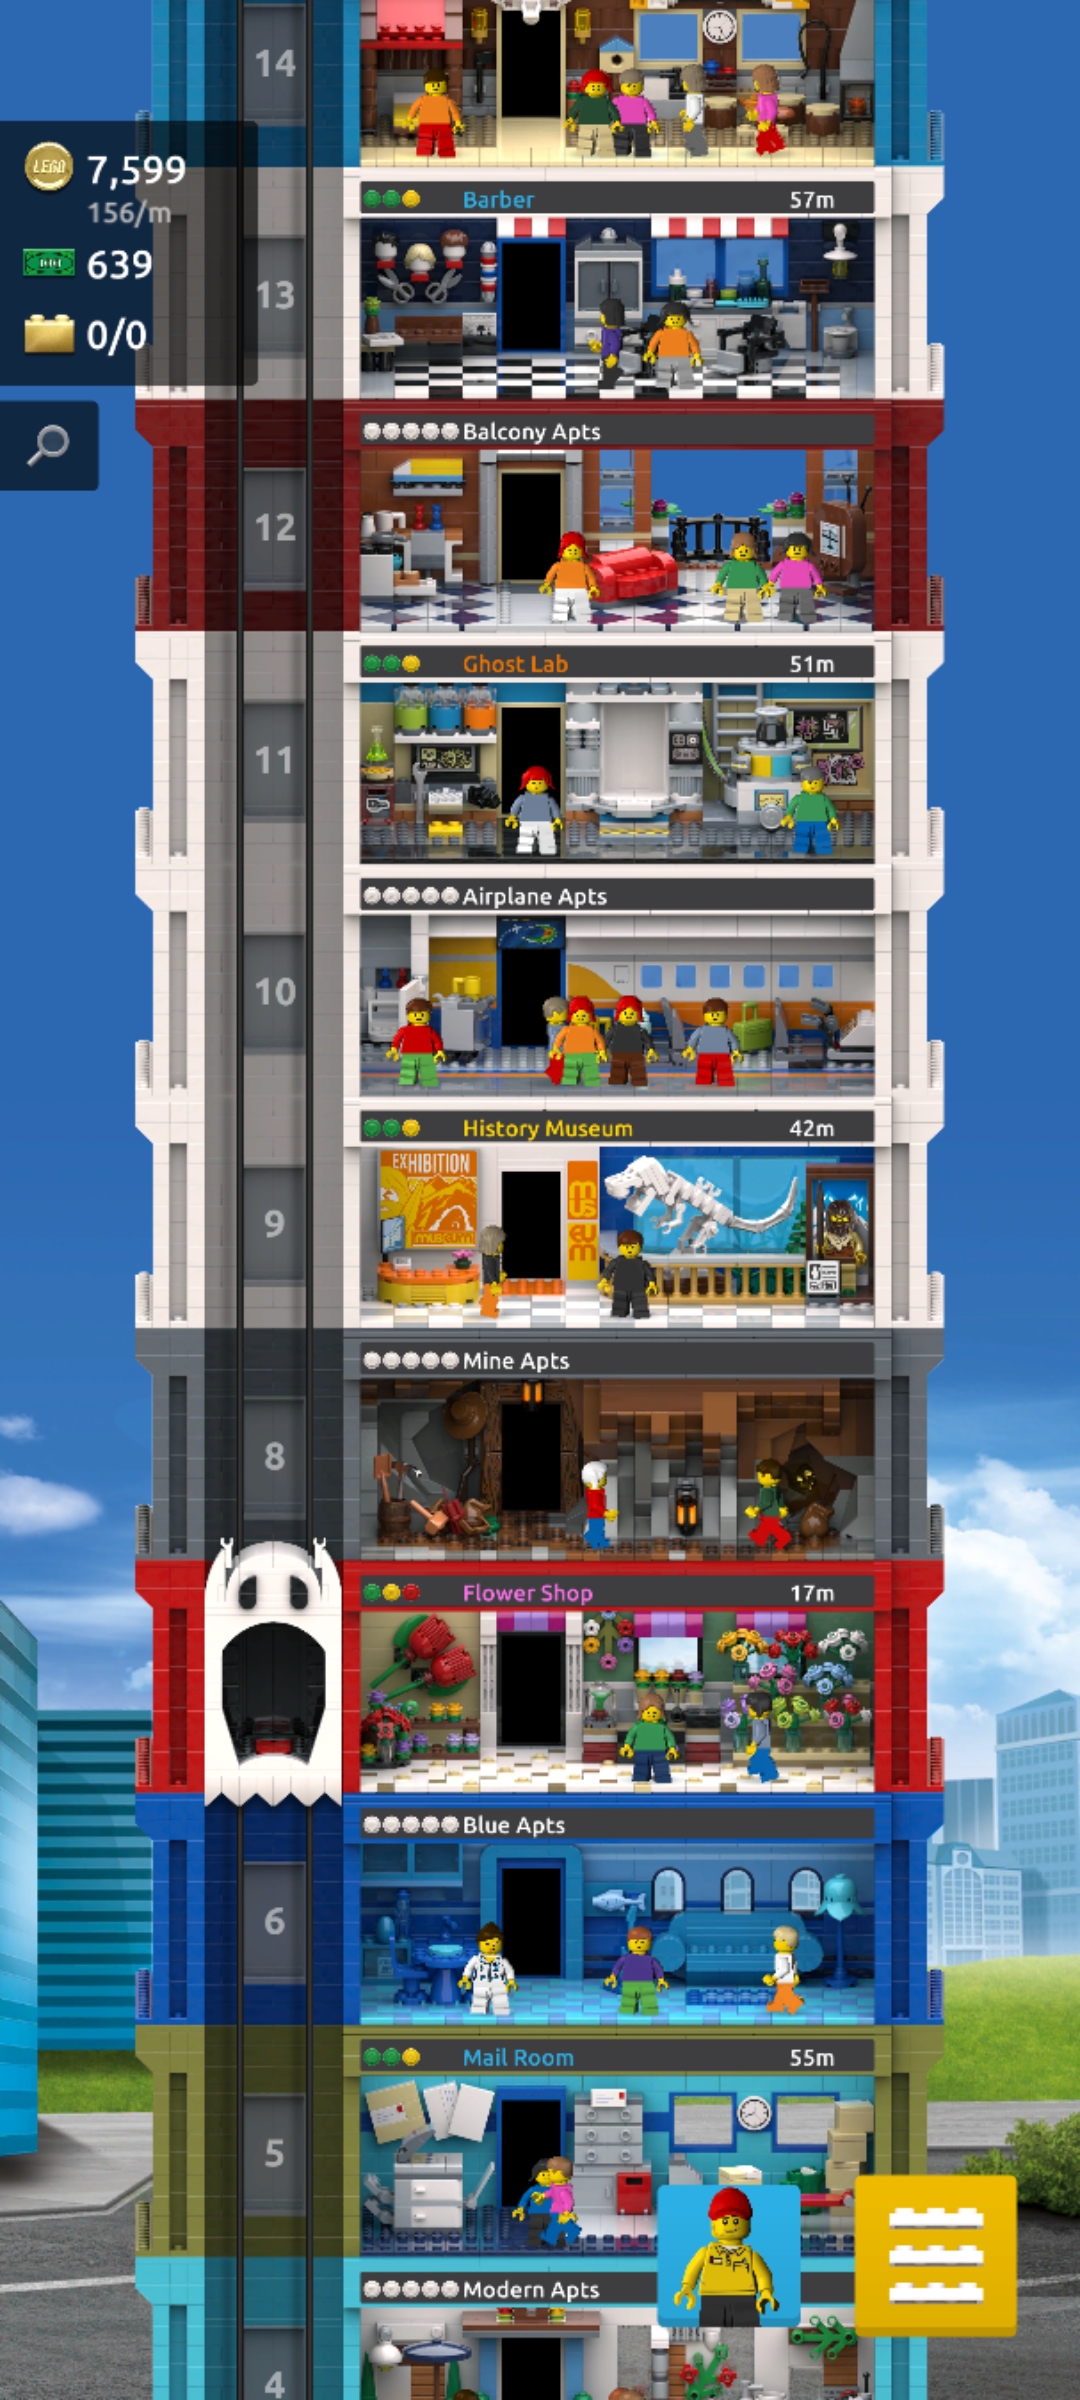 14
LEGO
7,599
156/m
639
0/0
Barber 57m
13
Balcony Apts
12
Ghost Lab 51m
11
Airplane Apts
10
History Museum 42m
EXHIBITION
museum
mus
eum
9
Mine Apts
8
Flower Shop 17m
Blue Apts
6
Mail Room 55m
5
Modern Apts
4